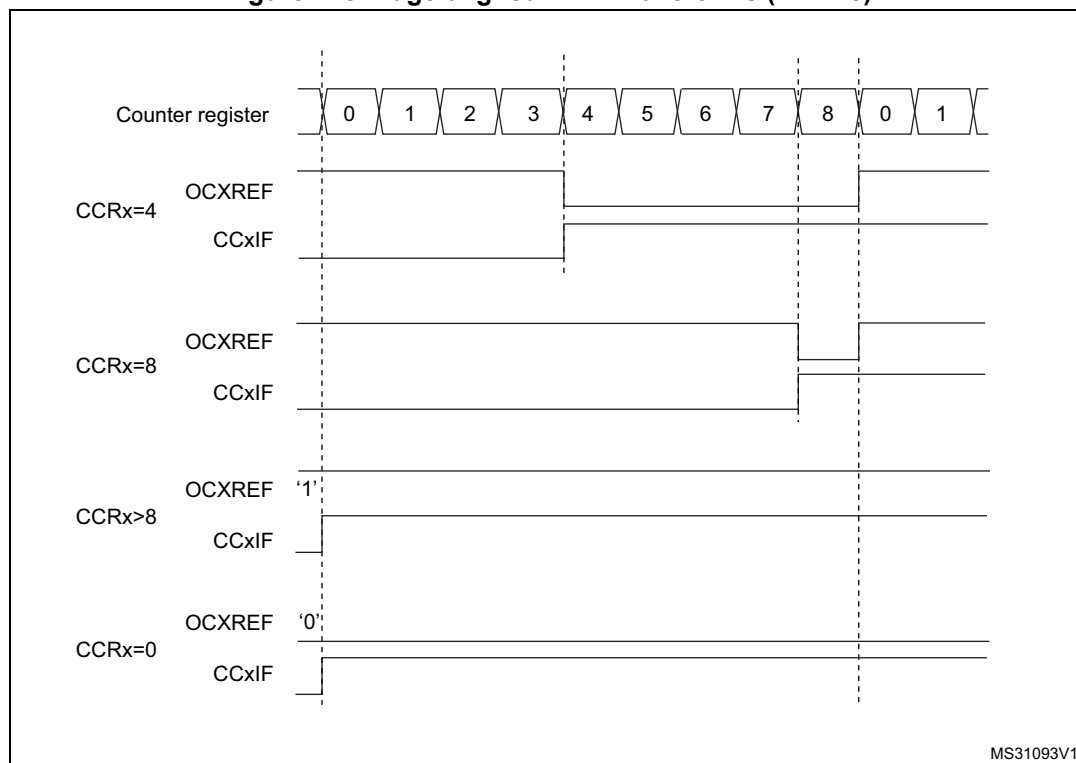 Counter register 0 1 2 3 4 5 6 7 8 0 1
OCXREF
CCRx=4
CCxIF
OCXREF
CCRx=8
CCxIF
OCXREF ‘1’
CCRx>8
CCxIF
OCXREF ‘0’
CCRx=0
CCxIF
MS31093V1